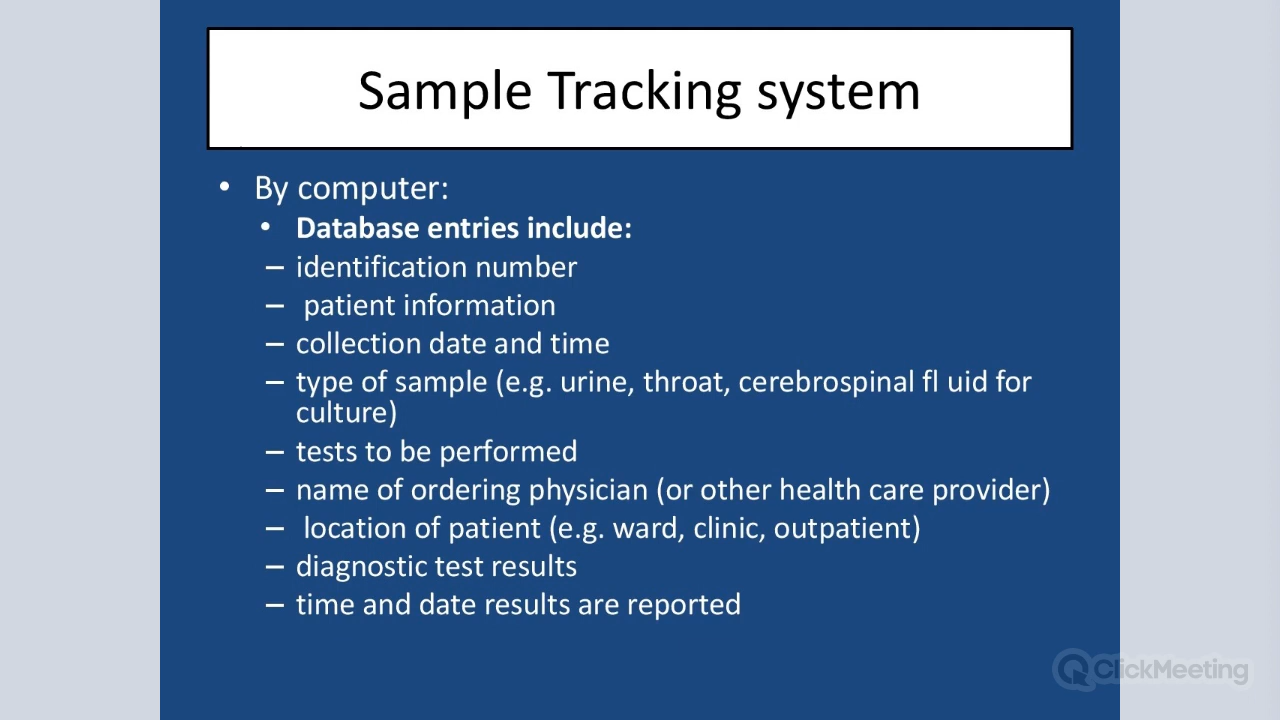 Sample Tracking system
• By computer:
• Database entries include:
– identification number
– patient information
– collection date and time
– type of sample (e.g. urine, throat, cerebrospinal fl uid for
culture)
– tests to be performed
– name of ordering physician (or other health care provider)
– location of patient (e.g. ward, clinic, outpatient)
– diagnostic test results
– time and date results are reported
ClickMeeting